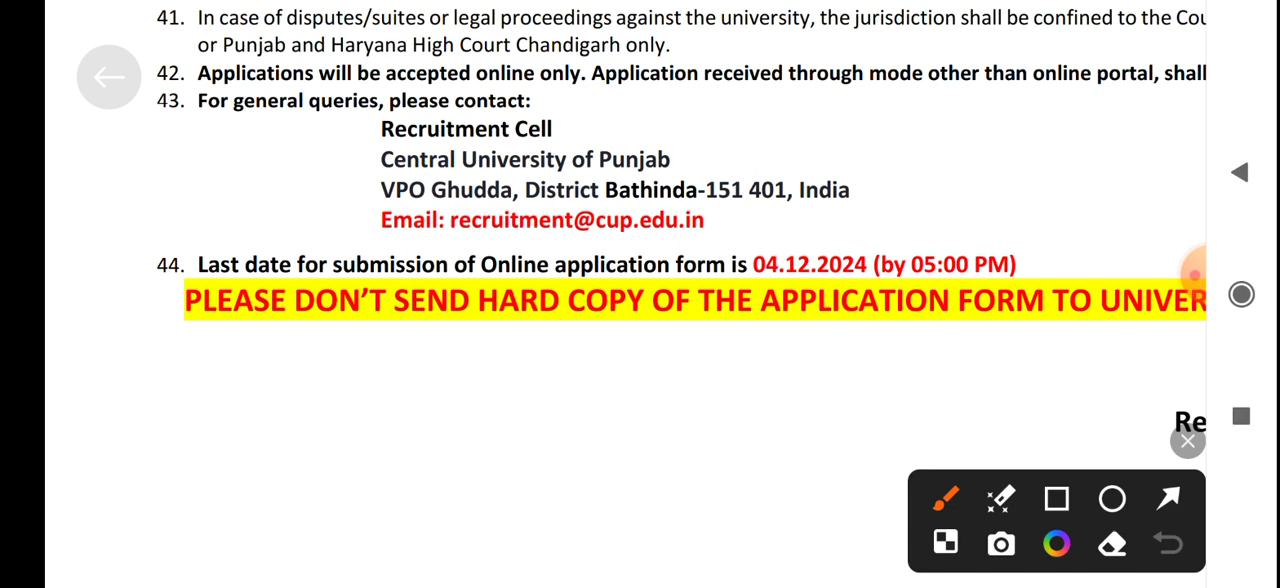 41. In case of disputes/suites or legal proceedings against the university, the jurisdiction shall be confined to the
or Punjab and Haryana High Court Chandigarh only.
42. Applications will be accepted online only. Application received through mode other than online portal, shall
43. For general queries, please contact:
Recruitment Cell
Central University of Punjab
VPO Ghudda, District Bathinda-151 401, India
Email: recruitment@cup.edu.in
44. Last date for submission of Online application form is 04.12.2024 (by 05:00 PM)
PLEASE DON’T SEND HARD COPY OF THE APPLICATION FORM TO